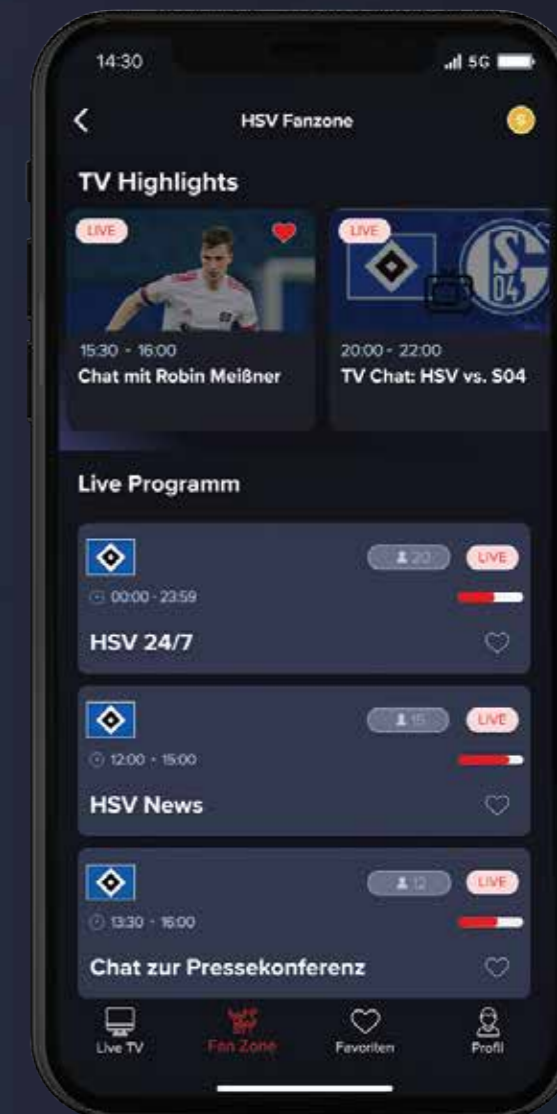 14:30
5G
HSV Fanzone
S
TV Highlights
LIVE
LIVE
S
04
15:30 - 16:00
20:00 - 22:00
Chat mit Robin Meißner
TV Chat: HSV vs. S04
Live Programm
20
LIVE
00:00 - 23:59
HSV 24/7
15
LIVE
12:00 - 15:00
HSV News
12
LIVE
13:30 - 16:00
Chat zur Pressekonferenz
Live TV
Fan Zone
Favoriten
Profil